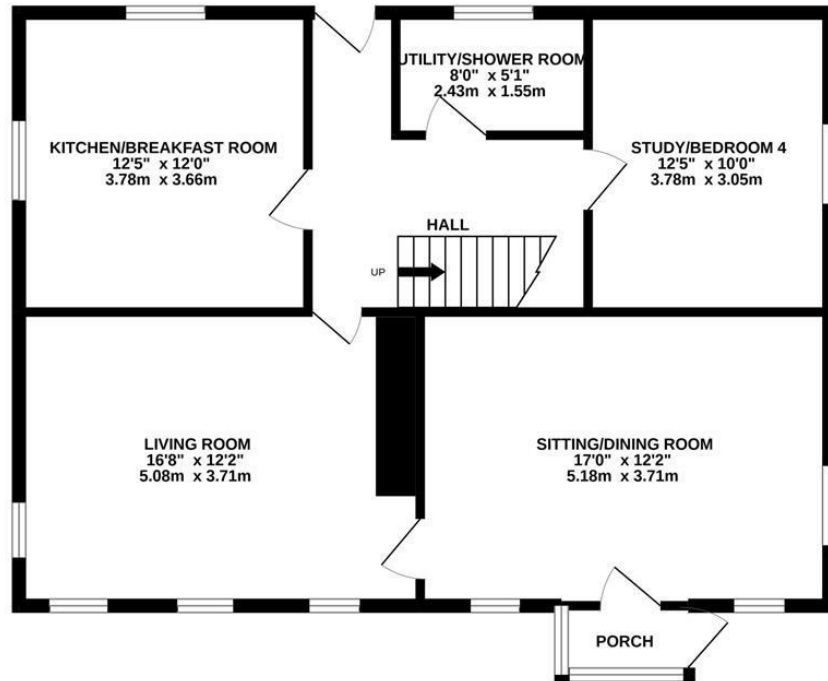 UTILITY/SHOWER ROOM
8'0" x 5'1"
2.43m x 1.55m
KITCHEN/BREAKFAST ROOM
12'5" x 12'0"
3.78m x 3.66m
STUDY/BEDROOM 4
12'5" x 10'0"
3.78m x 3.05m
HALL
UP
LIVING ROOM
16'8" x 12'2"
5.08m x 3.71m
SITTING/DINING ROOM
17'0" x 12'2"
5.18m x 3.71m
PORCH